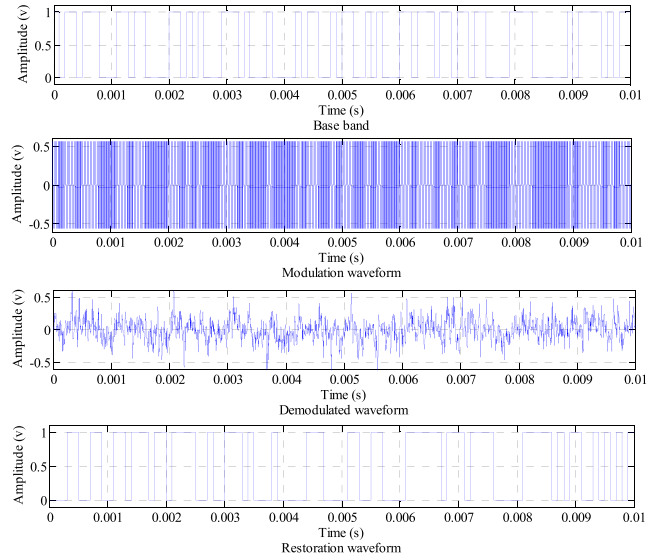 Amplitude (v)
1
0.5
0
0 0.001 0.002 0.003 0.004 0.005 0.006 0.007 0.008 0.009 0.01
Time (s)
Base band
Amplitude (v)
0.5
0
-0.5
0 0.001 0.002 0.003 0.004 0.005 0.006 0.007 0.008 0.009 0.01
Time (s)
Modulation waveform
Amplitude (v)
0.5
0
-0.5
0 0.001 0.002 0.003 0.004 0.005 0.006 0.007 0.008 0.009 0.01
Time (s)
Demodulated waveform
Amplitude (v)
1
0.5
0
0 0.001 0.002 0.003 0.004 0.005 0.006 0.007 0.008 0.009 0.01
Time (s)
Restoration waveform